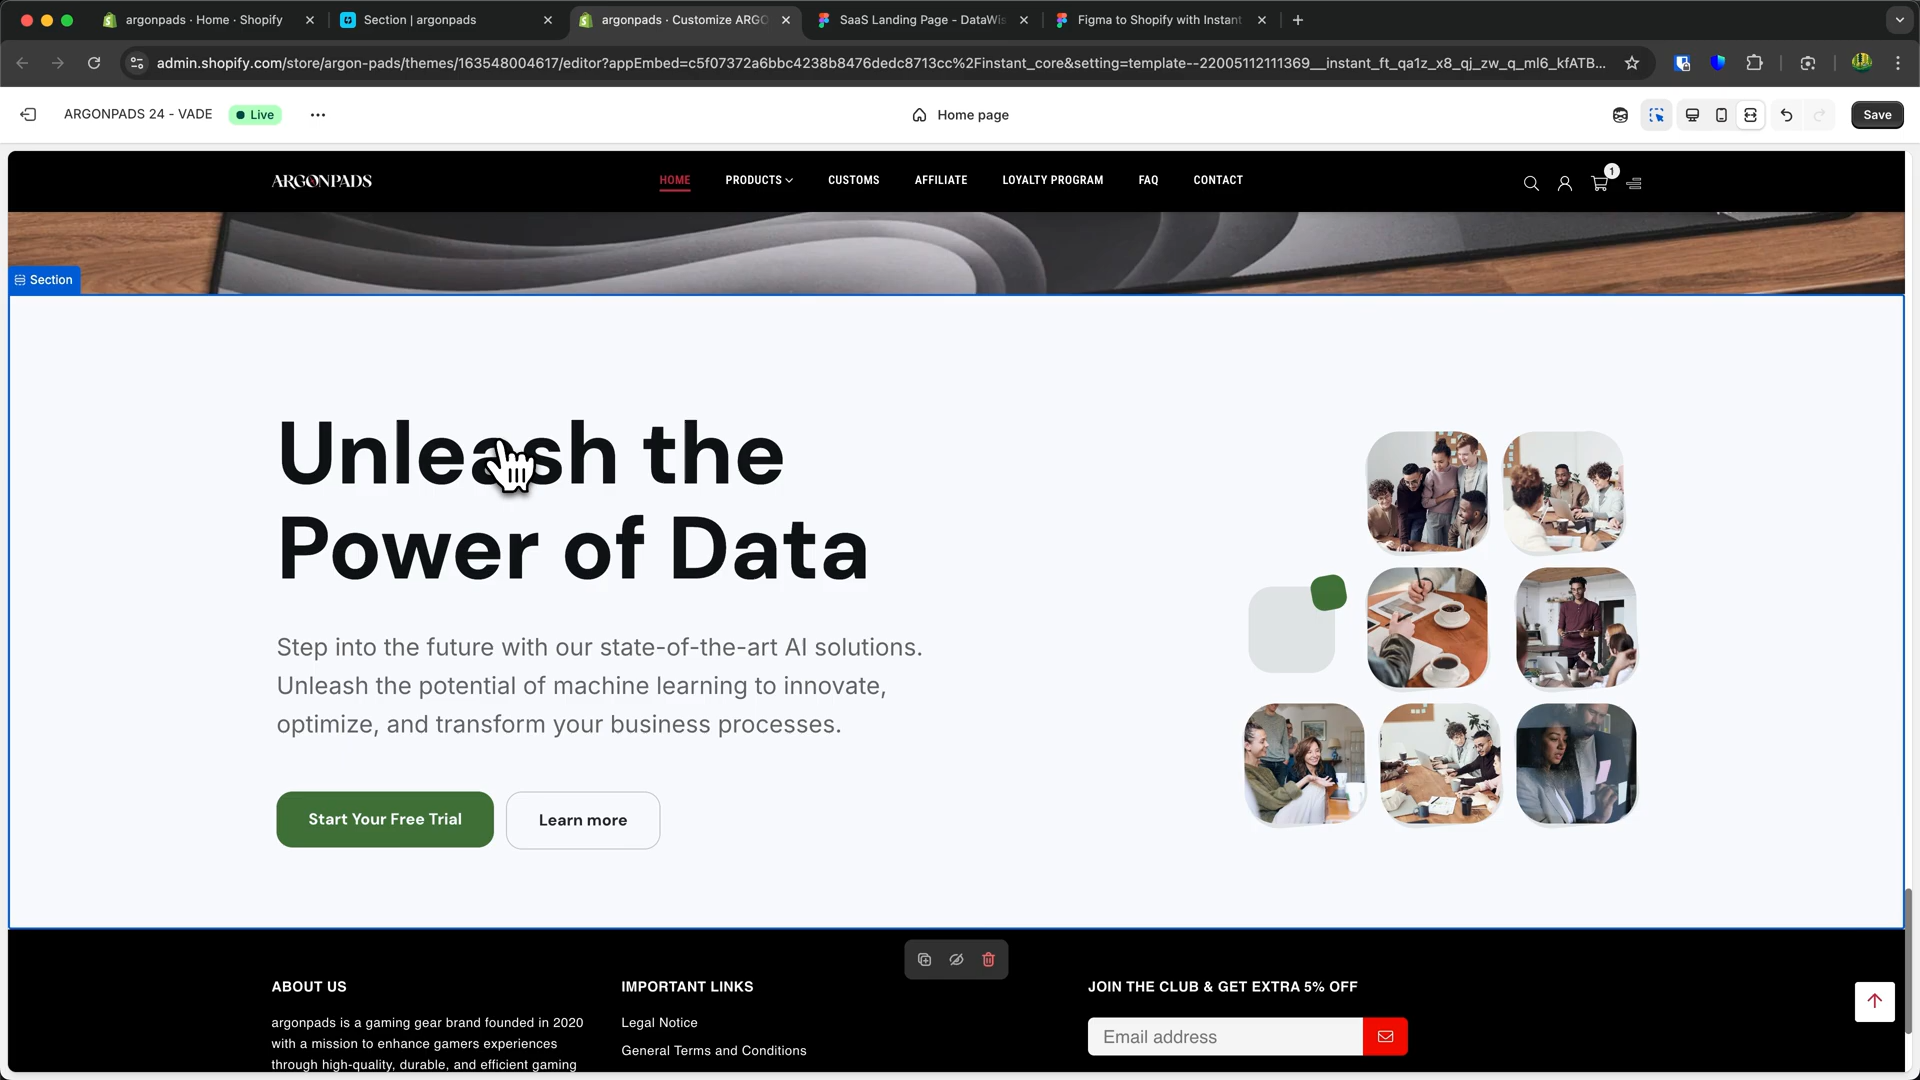 argonpads · Home · Shopify
Section | argonpads
argonpads · Customize ARGO
SaaS Landing Page - DataWis
Figma to Shopify with Instant
admin.shopify.com/store/argon-pads/themes/163548004617/editor?appEmbed=c5f07372a6bbc4238b8476dedc8713cc%2Finstant_core&setting=template--22005112111369__instant_ft_qa1z_x8_qj_zw_q_ml6_kfATB...
ARGONPADS 24 - VADE
Live
Home page
Save
ARGONPADS
HOME
PRODUCTS
CUSTOMS
AFFILIATE
LOYALTY PROGRAM
FAQ
CONTACT
1
Section
Unleash the
Power of Data
Step into the future with our state-of-the-art AI solutions.
Unleash the potential of machine learning to innovate,
optimize, and transform your business processes.
Start Your Free Trial
Learn more
ABOUT US
argonpads is a gaming gear brand founded in 2020
with a mission to enhance gamers experiences
through high-quality, durable, and efficient gaming
IMPORTANT LINKS
Legal Notice
General Terms and Conditions
JOIN THE CLUB & GET EXTRA 5% OFF
Email address